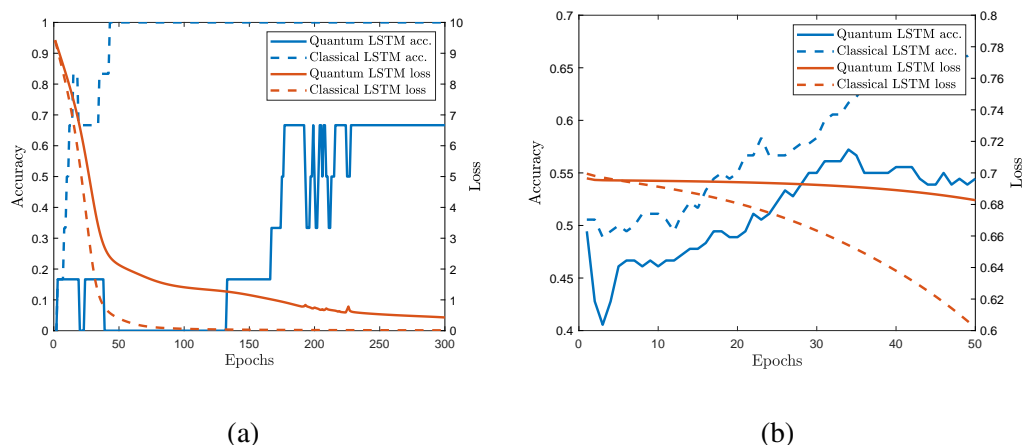 1
0.9
0.8
0.7
0.6
0.5
0.4
0.3
0.2
0.1
0
Accuracy
0 50 100 150 200 250 300
Epochs
10
9
8
7
6
5
4
3
2
1
0
Loss
Quantum LSTM acc.
Classical LSTM acc.
Quantum LSTM loss
Classical LSTM loss
(a)
0.7
0.65
0.6
0.55
0.5
0.45
0.4
Accuracy
0 10 20 30 40 50
Epochs
0.8
0.78
0.76
0.74
0.72
0.70
0.68
0.66
0.64
0.62
0.6
Loss
Quantum LSTM acc.
Classical LSTM acc.
Quantum LSTM loss
Classical LSTM loss
(b)